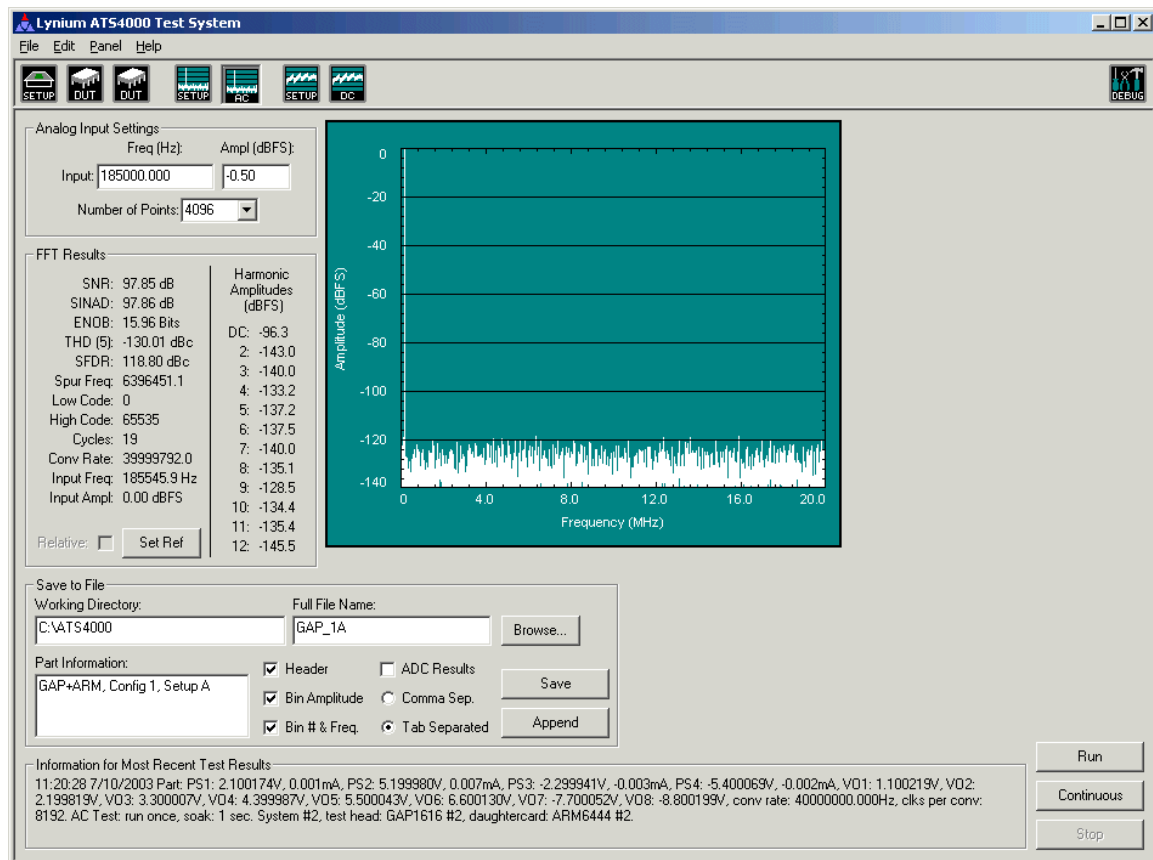 Lynium ATS4000 Test System
File Edit Panel Help
SETUP DUT DUT SETUP AC SETUP DC DEBUG
Analog Input Settings
Freq (Hz): Ampl (dBFS):
Input: 185000.000 -0.50
Number of Points: 4096
FFT Results
SNR: 97.85 dB
SINAD: 97.86 dB
ENOB: 15.96 Bits
THD (5): -130.01 dBc
SFDR: 118.80 dBc
Spur Freq: 6396451.1
Low Code: 0
High Code: 65535
Cycles: 19
Conv Rate: 39999792.0
Input Freq: 185545.9 Hz
Input Ampl: 0.00 dBFS
Relative: Set Ref
Harmonic
Amplitudes
(dBFS)
DC: -96.3
2: -143.0
3: -140.0
4: -133.2
5: -137.2
6: -137.5
7: -140.0
8: -135.1
9: -128.5
10: -134.4
11: -135.4
12: -145.5
Amplitude (dBFS)
0
-20
-40
-60
-80
-100
-120
-140
0 4.0 8.0 12.0 16.0 20.0
Frequency (MHz)
Save to File
Working Directory: Full File Name:
C:\ATS4000 GAP_1A Browse...
Part Information:
GAP+ARM, Config 1, Setup A
Header ADC Results
Bin Amplitude Comma Sep.
Bin # & Freq. Tab Separated
Save
Append
Information for Most Recent Test Results
11:20:28 7/10/2003 Part: PS1: 2.100174V, 0.001mA, PS2: 5.199980V, 0.007mA, PS3: -2.299941V, -0.003mA, PS4: -5.400069V, -0.002mA, VO1: 1.100219V, VO2:
2.199819V, VO3: 3.300007V, VO4: 4.399987V, VO5: 5.500043V, VO6: 6.600130V, VO7: -7.700052V, VO8: -8.800199V, conv rate: 40000000.000Hz, clks per conv:
8192. AC Test: run once, soak: 1 sec. System #2, test head: GAP1616 #2, daughtercard: ARM6444 #2.
Run
Continuous
Stop